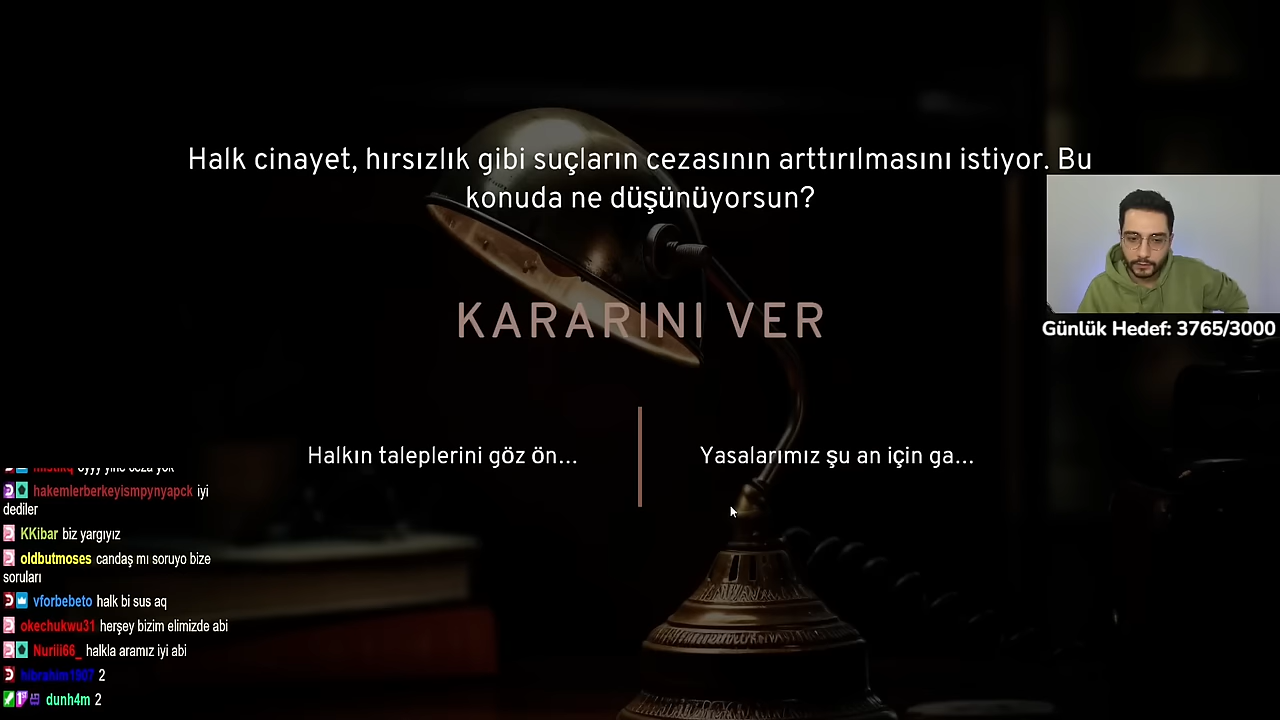 Halk cinayet, hırsızlık gibi suçların cezasının arttırılmasını istiyor. Bu
konuda ne düşünüyorsun?
KARARINI VER
Günlük Hedef: 3765/3000
Halkın taleplerini göz ön...
Yasalarımız şu an için ga...
hakemlerberkeyismpynyapck iyi
dediler
KKibar biz yargıyız
oldbutmoses candaş mı soruyo bize
soruları
vforbebeto halk bi sus aq
okechukwu31 herşey bizim elimizde abi
Nuriii66_ halkla aramız iyi abi
hibrahim1907 2
dunh4m 2